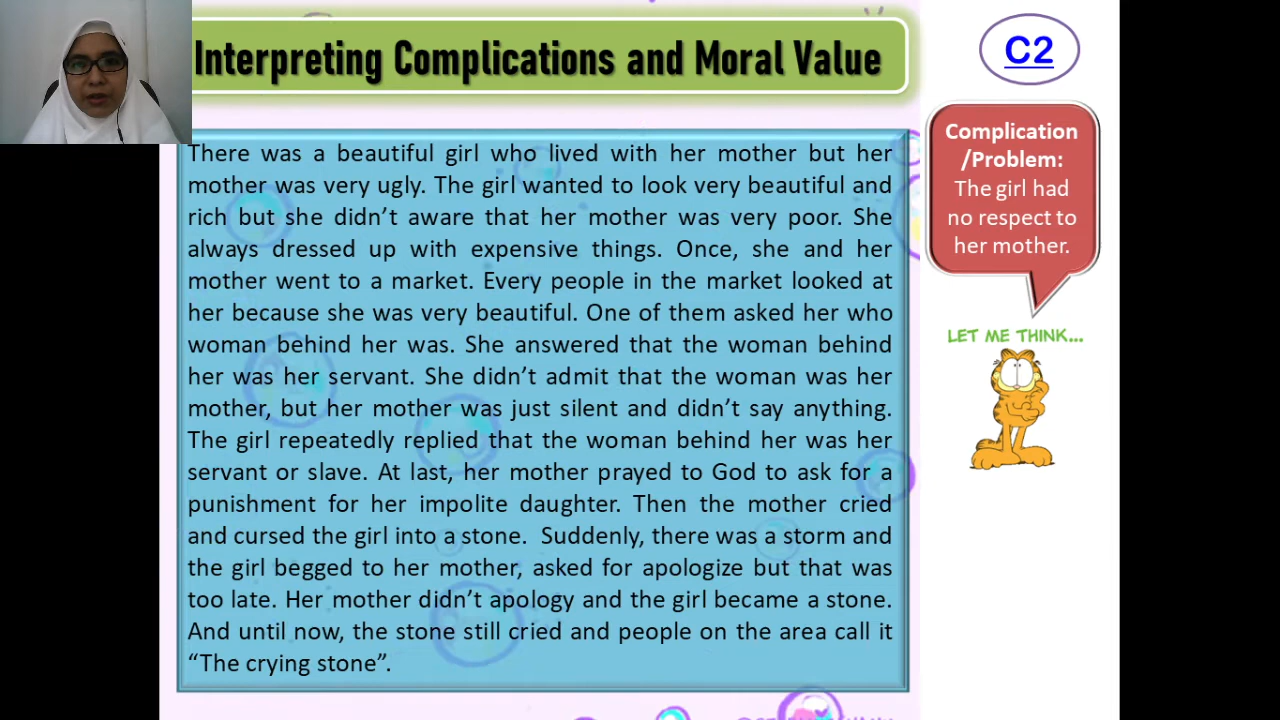 Interpreting Complications and Moral Value
C2
There was a beautiful girl who lived with her mother but her
mother was very ugly. The girl wanted to look very beautiful and
rich but she didn't aware that her mother was very poor. She
always dressed up with expensive things. Once, she and her
mother went to a market. Every people in the market looked at
her because she was very beautiful. One of them asked her who
woman behind her was. She answered that the woman behind
her was her servant. She didn't admit that the woman was her
mother, but her mother was just silent and didn't say anything.
The girl repeatedly replied that the woman behind her was her
servant or slave. At last, her mother prayed to God to ask for a
punishment for her impolite daughter. Then the mother cried
and cursed the girl into a stone. Suddenly, there was a storm and
the girl begged to her mother, asked for apologize but that was
too late. Her mother didn't apology and the girl became a stone.
And until now, the stone still cried and people on the area call it
“The crying stone”.
Complication
/Problem:
The girl had
no respect to
her mother.
LET ME THINK...